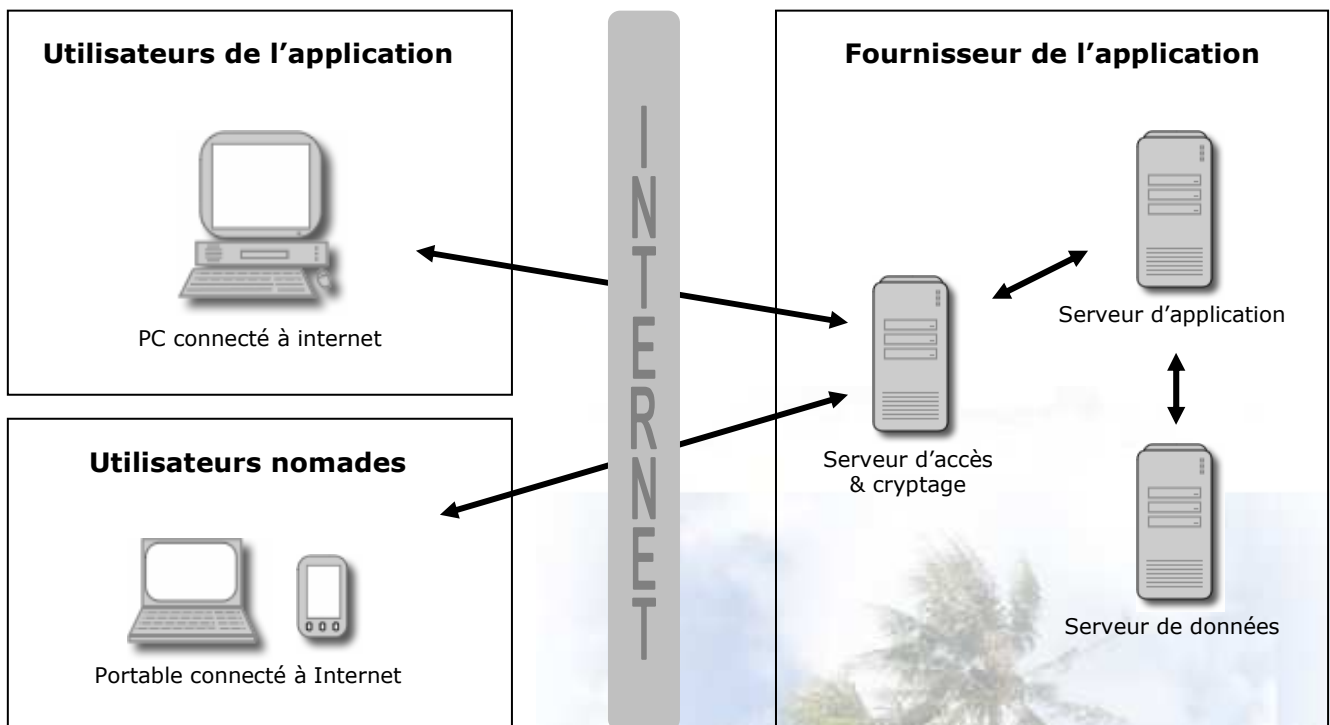 Utilisateurs de l’application
PC connecté à internet
Utilisateurs nomades
Portable connecté à Internet
INTERNET
Fournisseur de l’application
Serveur d’application
Serveur d’accès
& cryptage
Serveur de données